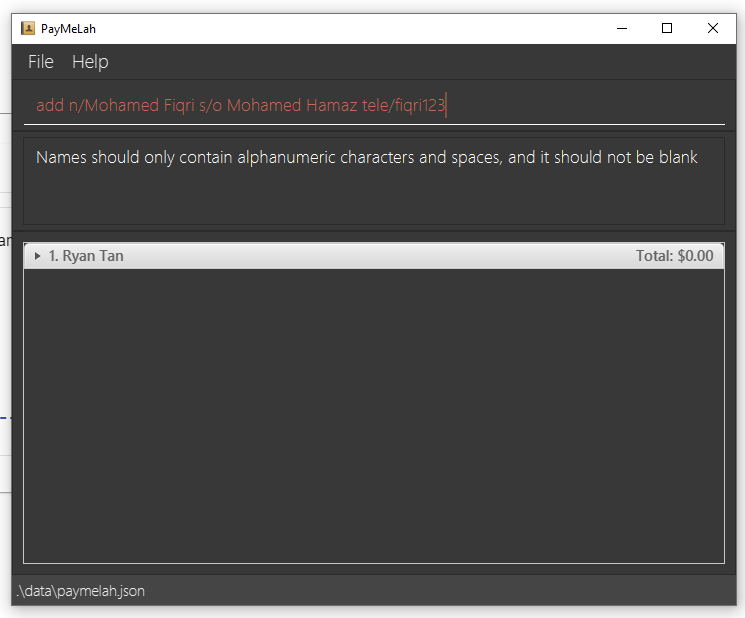 PayMeLah
File Help
add n/Mohamed Fiqri s/o Mohamed Hamaz tele/fiqri123
Names should only contain alphanumeric characters and spaces, and it should not be blank
ar
1. Ryan Tan Total: $0.00
.\data\paymelah.json